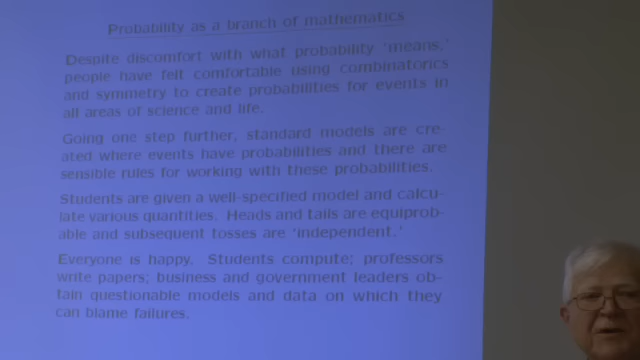 Probability as a branch of mathematics
Despite discomfort with what probability 'means,'
people have felt comfortable using combinatorics
and symmetry to create probabilities for events in
all areas of science and life.
Going one step further, standard models are cre-
ated where events have probabilities and there are
sensible rules for working with these probabilities.
Students are given a well-specified model and calcu-
late various quantities. Heads and tails are equiprob-
able and subsequent tosses are 'independent.'
Everyone is happy. Students compute; professors
write papers; business and government leaders ob-
tain questionable models and data on which they
can blame failures.